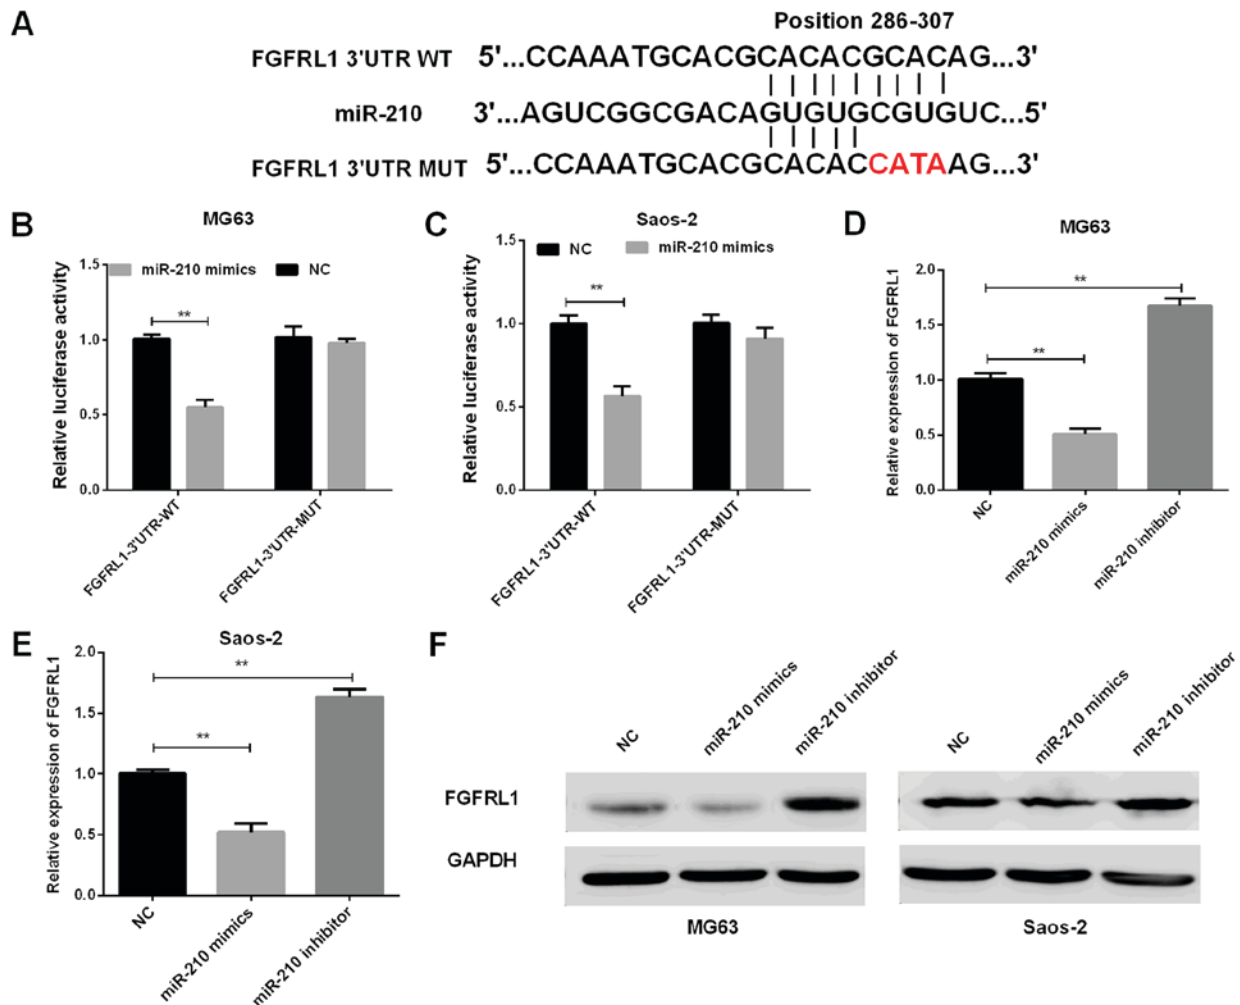 A
Position 286-307
FGFRL1 3'UTR WT 5'...CCAAATGCACGCACACGCACAG...3'
miR-210 3'...AGUCGGCGACAGUGUGCGUGUC...5'
FGFRL1 3'UTR MUT 5'...CCAAATGCACGCACACCATAAG...3'
B
MG63
miR-210 mimics NC
Relative luciferase activity
1.5
1.0
0.5
0.0
**
FGFRL1-3'UTR-WT
FGFRL1-3'UTR-MUT
C
Saos-2
NC miR-210 mimics
Relative luciferase activity
1.5
1.0
0.5
0.0
**
FGFRL1-3'UTR-WT
FGFRL1-3'UTR-MUT
D
MG63
Relative expression of FGFRL1
2.0
1.5
1.0
0.5
0.0
**
**
NC
miR-210 mimics
miR-210 inhibitor
E
Saos-2
Relative expression of FGFRL1
2.0
1.5
1.0
0.5
0.0
**
**
NC
miR-210 mimics
miR-210 inhibitor
F
NC
miR-210 mimics
miR-210 inhibitor
NC
miR-210 mimics
miR-210 inhibitor
FGFRL1
GAPDH
MG63
Saos-2